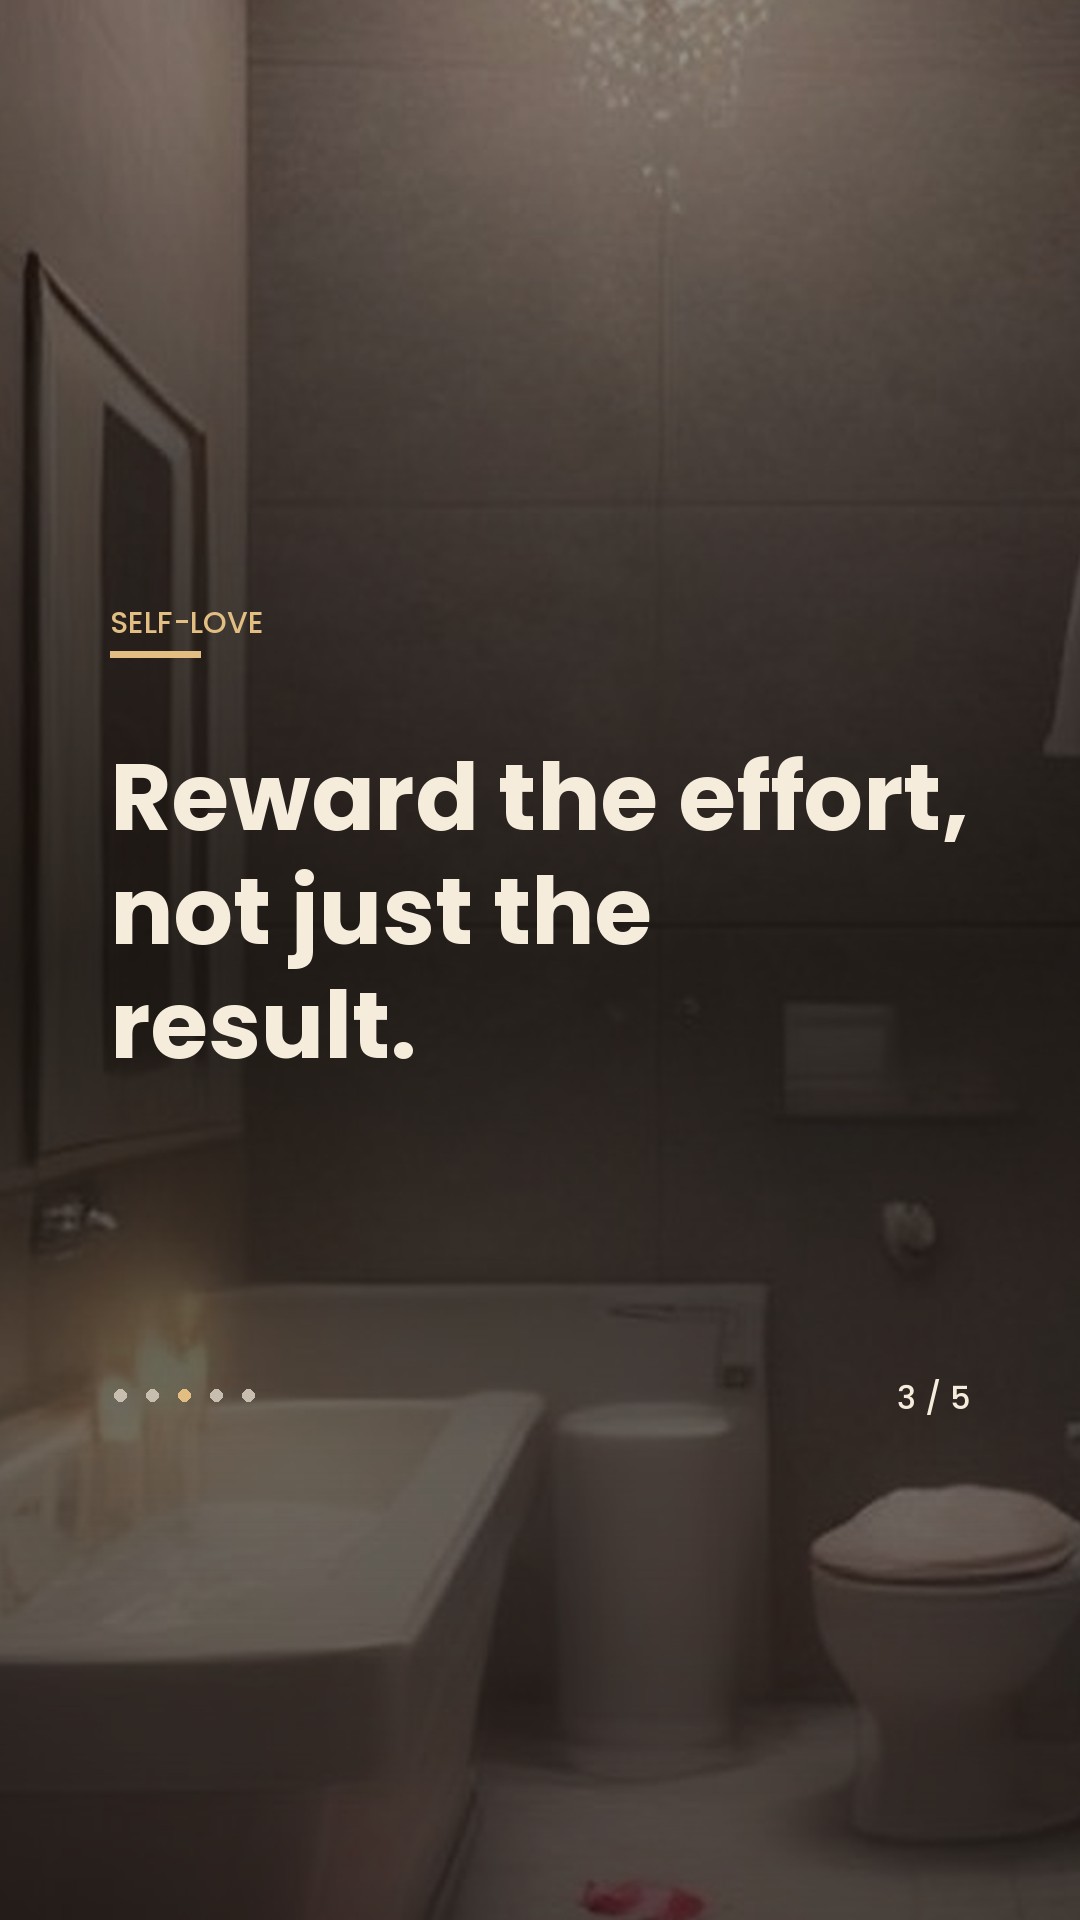 SELF-LOVE
Reward the effort,
not just the
result.
3 / 5